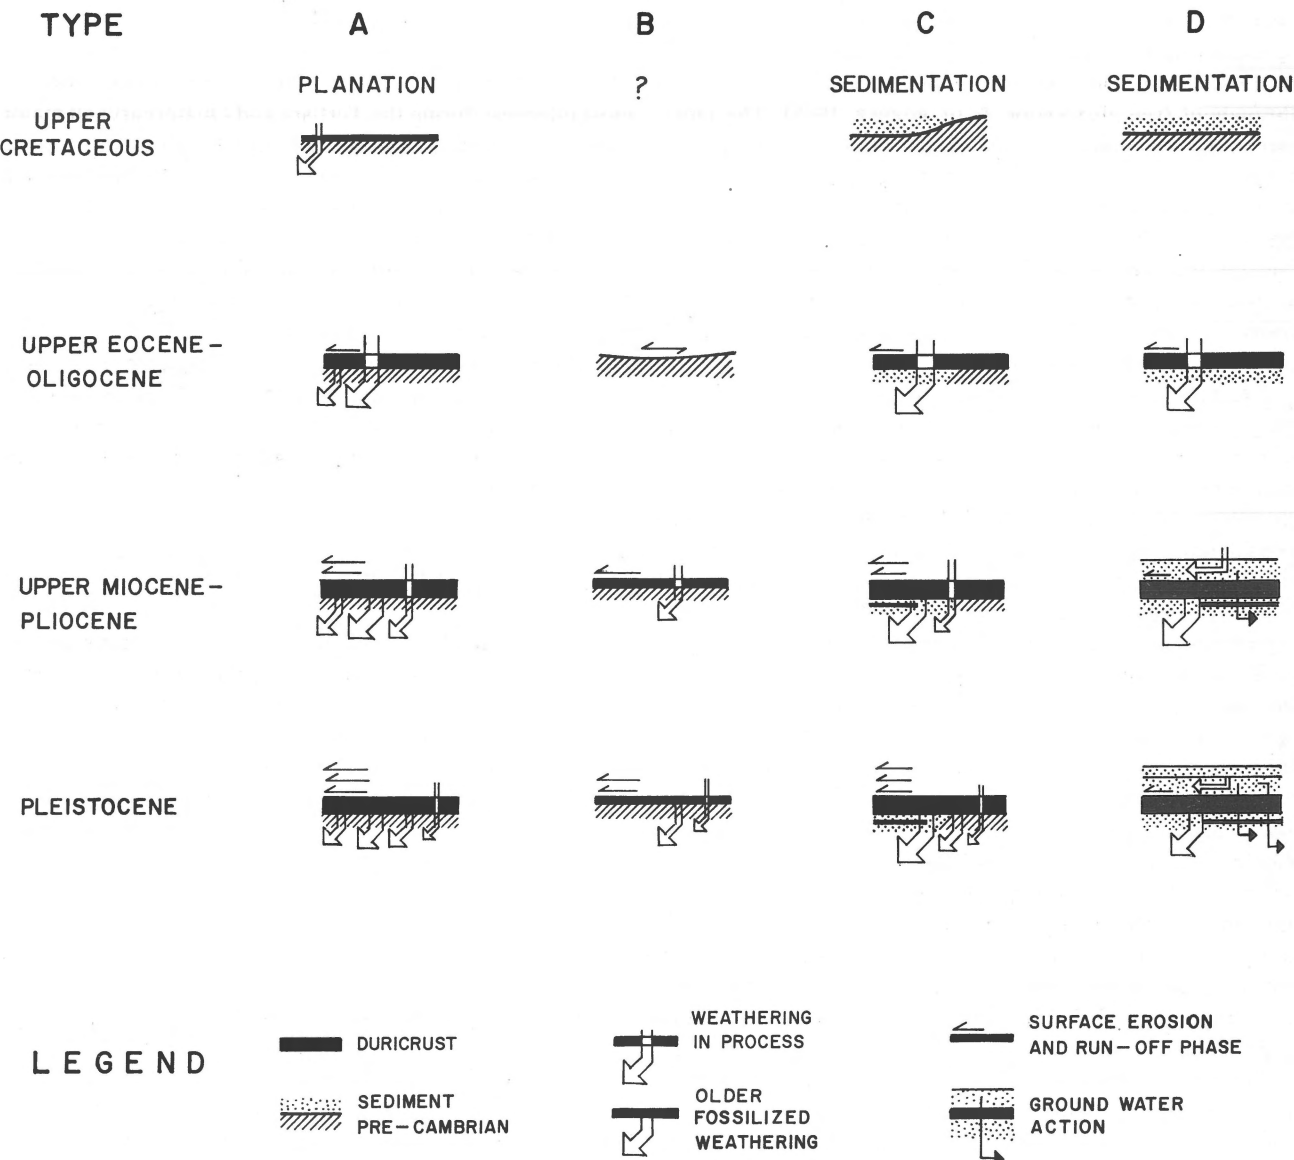 TYPE A B C D
PLANATION ? SEDIMENTATION SEDIMENTATION
UPPER
CRETACEOUS
UPPER EOCENE–
OLIGOCENE
UPPER MIOCENE–
PLIOCENE
PLEISTOCENE
LEGEND
DURICRUST
SEDIMENT
PRE–CAMBRIAN
WEATHERING
IN PROCESS
OLDER
FOSSILIZED
WEATHERING
SURFACE EROSION
AND RUN–OFF PHASE
GROUND WATER
ACTION